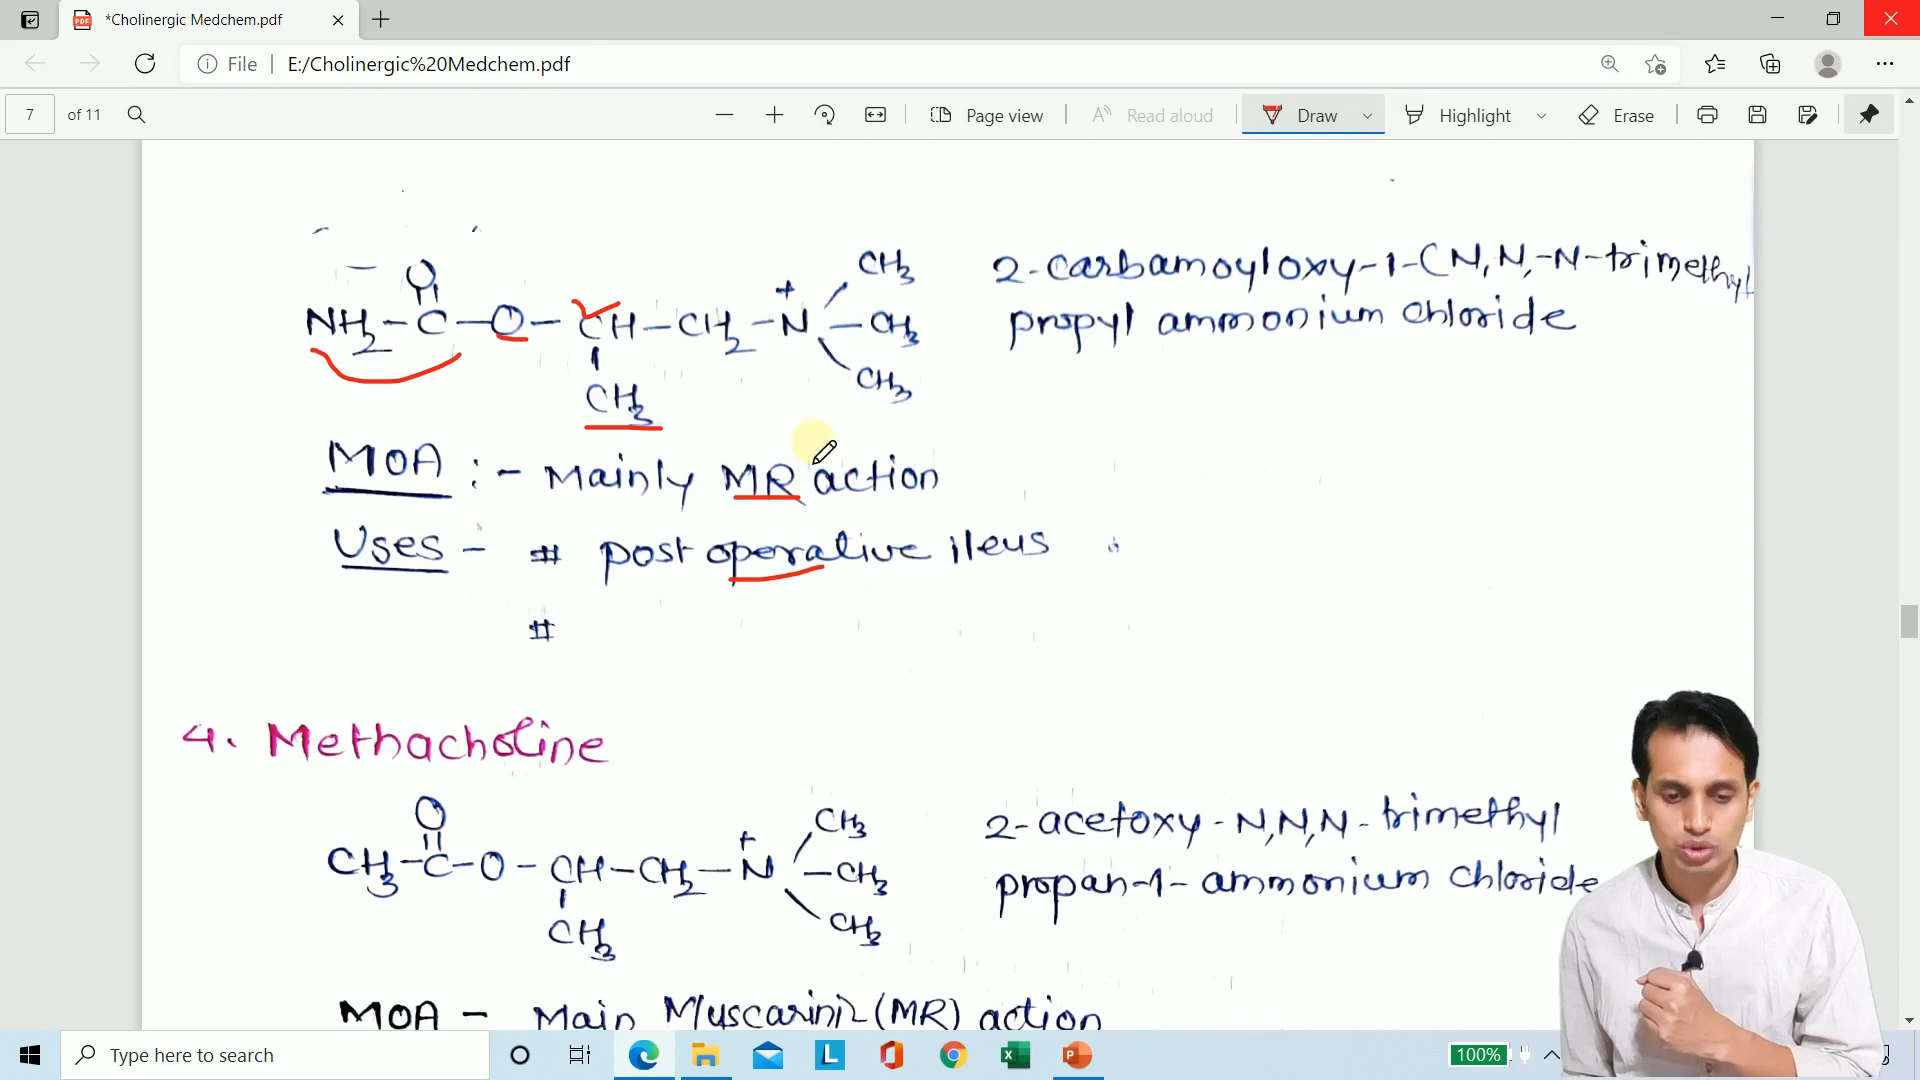 *Cholinergic Medchem.pdf
File | E:/Cholinergic%20Medchem.pdf
7 of 11 Page view Read aloud Draw Highlight Erase
O CH3
NH2-C-O-CH-CH2-N+-CH3
CH3 CH3
2-carbamoyloxy-1-(N,N,-N-trimethyl
propyl ammonium chloride
MOA :- Mainly MR action
Uses - # post operative ileus
#
4. Methacholine
O CH3
CH3-C-O-CH-CH2-N+-CH3
CH3 CH3
2-acetoxy-N,N,N-trimethyl
propan-1-ammonium chloride
MOA - Main Muscarinic (MR) action
Type here to search
100%